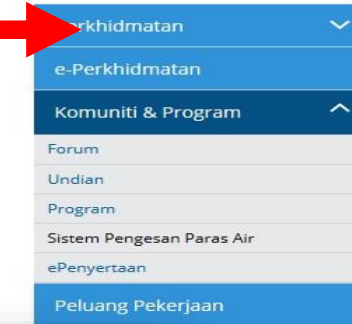 rkhidmatan
e-Perkhidmatan
Komuniti & Program
Forum
Undian
Program
Sistem Pengesan Paras Air
ePenyertaan
Peluang Pekerjaan